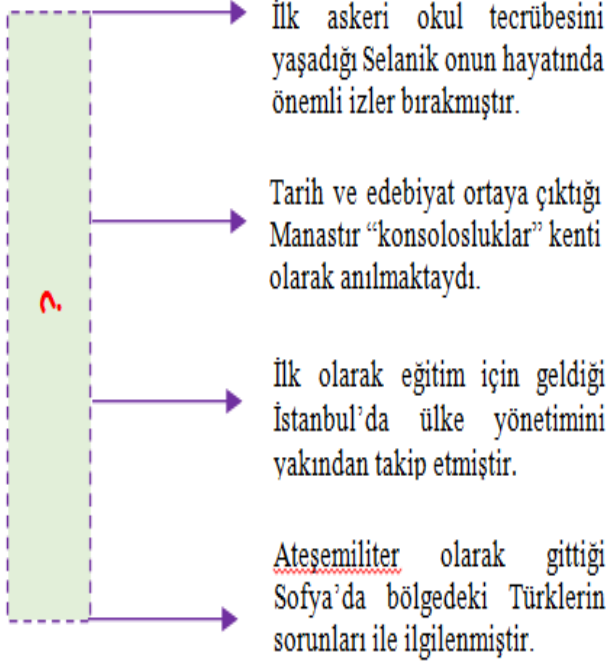 İlk askeri okul tecrübesini
yaşadığı Selanik onun hayatında
önemli izler bırakmıştır.
Tarih ve edebiyat ortaya çıktığı
Manastır “konsolosluklar” kenti
olarak anılmaktaydı.
?
İlk olarak eğitim için geldiği
İstanbul’da ülke yönetimini
yakından takip etmiştir.
Ateşemiliter olarak gittiği
Sofya’da bölgedeki Türklerin
sorunları ile ilgilenmiştir.